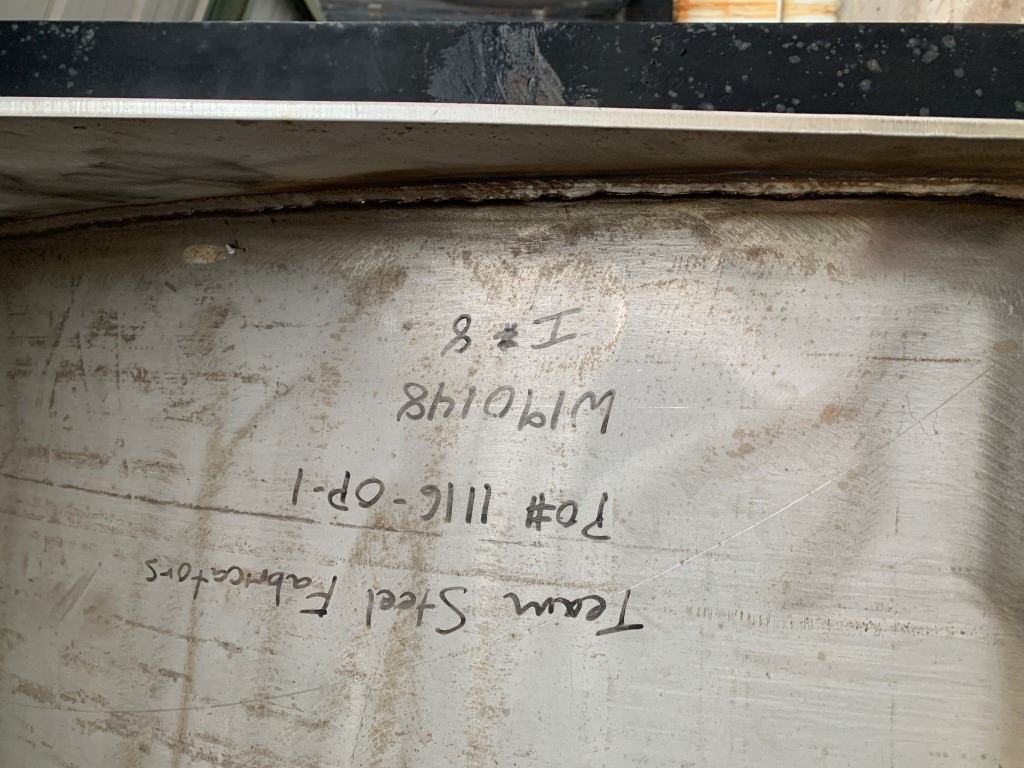 Team Steel Fabricators
PO# 1116-OP-1
W190148
I#8